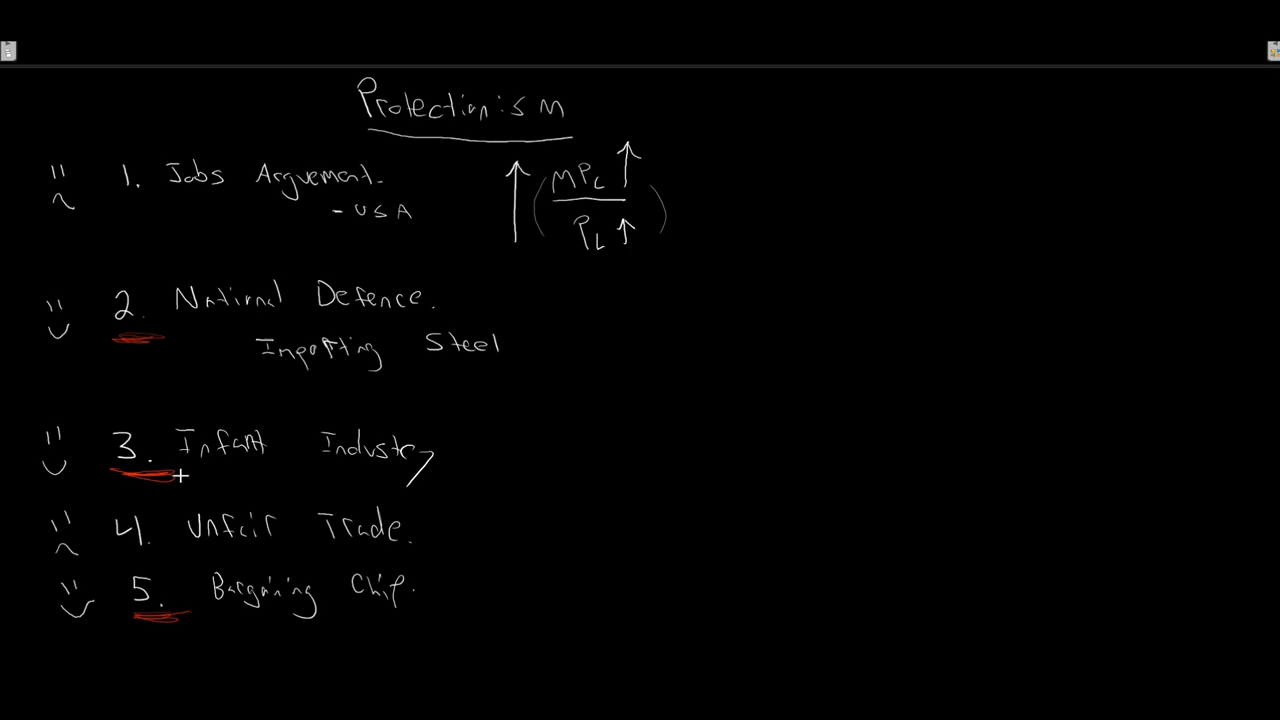 Protectionism
1. Jobs Arguement.
- USA
MPL ↑
PL ↑
2. National Defence.
Importing Steel
3. Infant Industry
4. Unfair Trade.
5. Bargaining Chip.